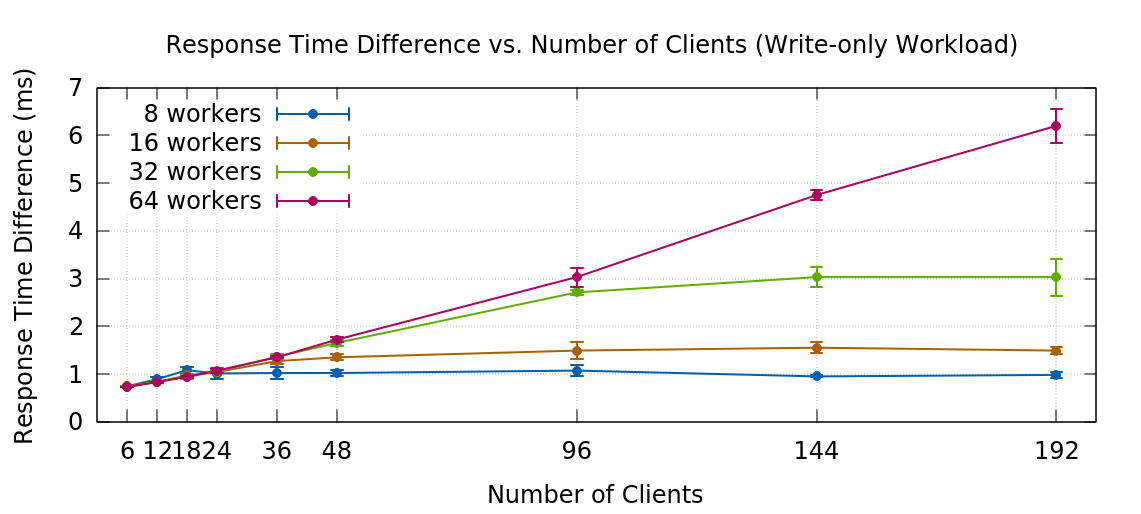 Response Time Difference vs. Number of Clients (Write-only Workload)
Response Time Difference (ms)
7
6
5
4
3
2
1
0
8 workers
16 workers
32 workers
64 workers
6 12 18 24 36 48 96 144 192
Number of Clients